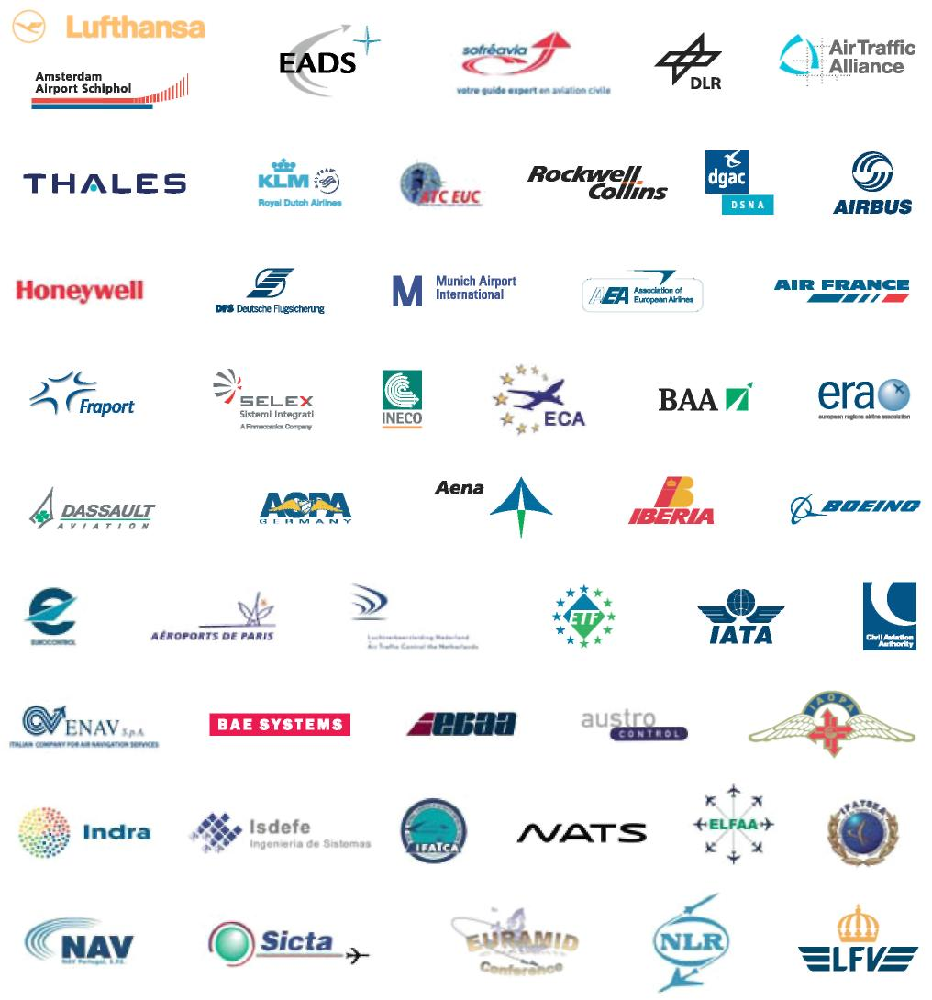 Lufthansa
Amsterdam
Airport Schiphol
EADS
sofréavia
votre guide expert en aviation civile
DLR
Air Traffic
Alliance
THALES
KLM
Royal Dutch Airlines
ATC EUC
Rockwell
Collins
dgac
DSNA
AIRBUS
Honeywell
DFS Deutsche Flugsicherung
M
Munich Airport
International
AEA
Association of
European Airlines
AIR FRANCE
Fraport
SELEX
Sistemi Integrati
A Finmeccanica Company
INECO
ECA
BAA
era
european regions airline association
DASSAULT
AVIATION
AOPA
GERMANY
Aena
IB
IBERIA
BOEING
EUROCONTROL
AÉROPORTS DE PARIS
Luchtverkeersleiding Nederland
Air Traffic Control the Netherlands
ETF
IATA
Civil Aviation
Authority
ENAV S.p.A.
ITALIAN COMPANY FOR AIR NAVIGATION SERVICES
BAE SYSTEMS
ebaa
austro
CONTROL
IAOPA
Indra
Isdefe
Ingeniería de Sistemas
IFATCA
NATS
ELFAA
IFATSEA
NAV
NAV Portugal, E.P.E.
Sicta
EURAMID
Conference
NLR
LFV